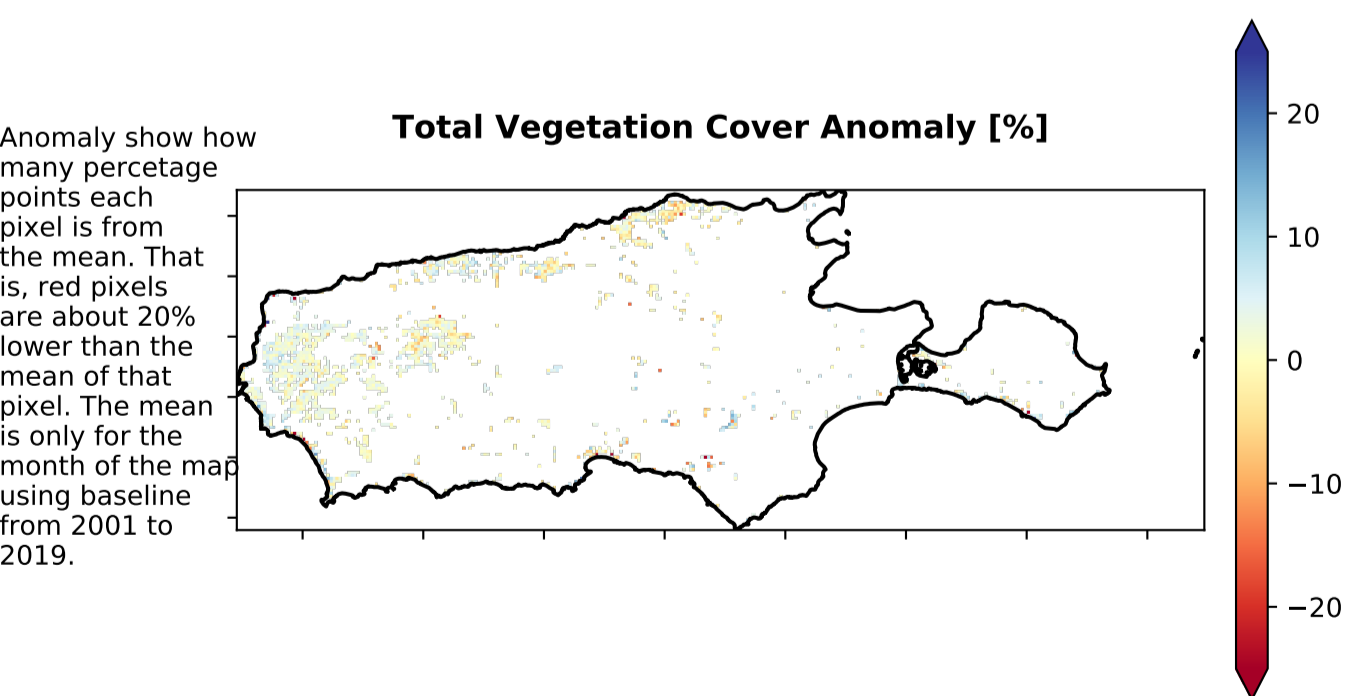 Total Vegetation Cover Anomaly [%]
Anomaly show how
many percetage
points each
pixel is from
the mean. That
is, red pixels
are about 20%
lower than the
mean of that
pixel. The mean
is only for the
month of the map
using baseline
from 2001 to
2019.
20
10
0
−10
−20